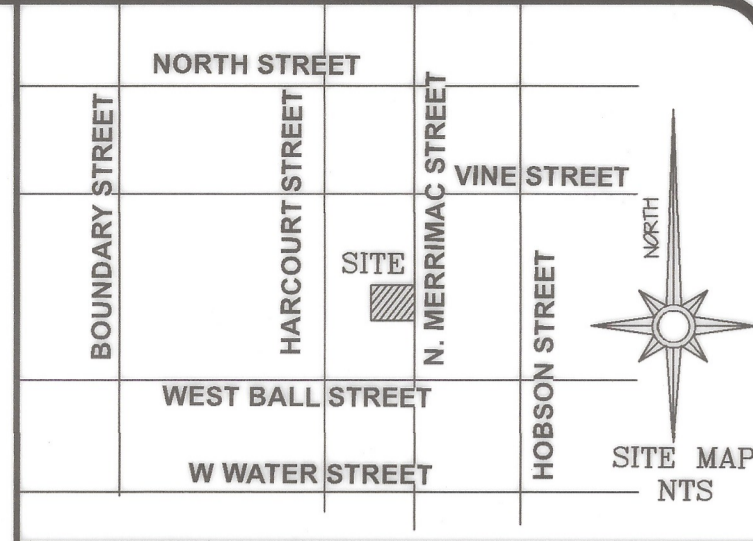 NORTH STREET
BOUNDARY STREET
HARCOURT STREET
N. MERRIMAC STREET
VINE STREET
NORTH
SITE
HOBSON STREET
WEST BALL STREET
W WATER STREET
SITE MAP
NTS